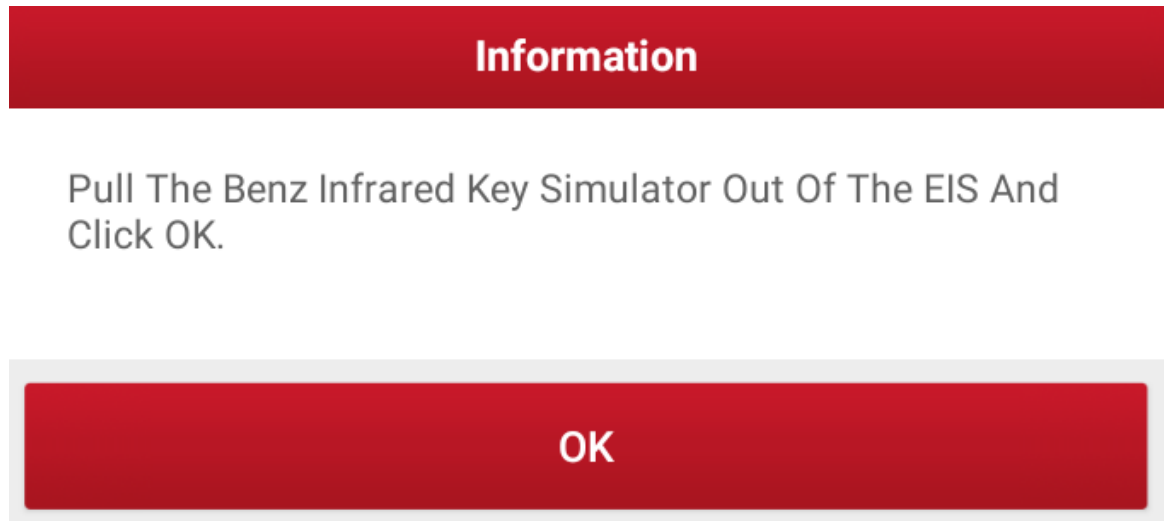 Information
Pull The Benz Infrared Key Simulator Out Of The EIS And
Click OK.
OK